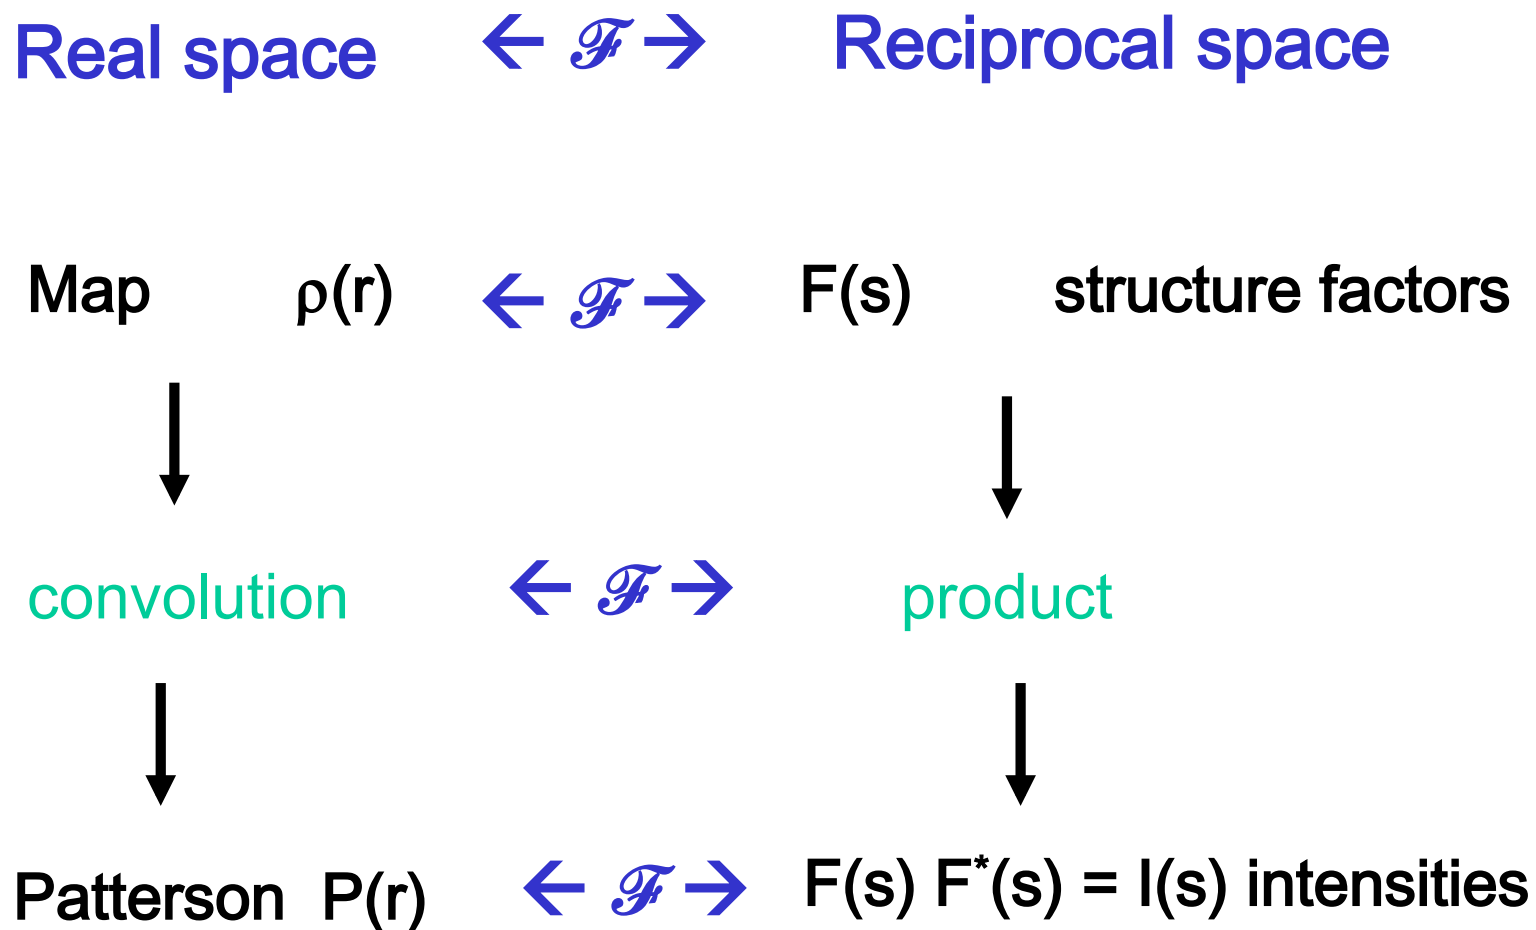 Real space ← ℱ → Reciprocal space
Map ρ(r) ← ℱ → F(s) structure factors
convolution ← ℱ → product
Patterson P(r) ← ℱ → F(s) F*(s) = I(s) intensities